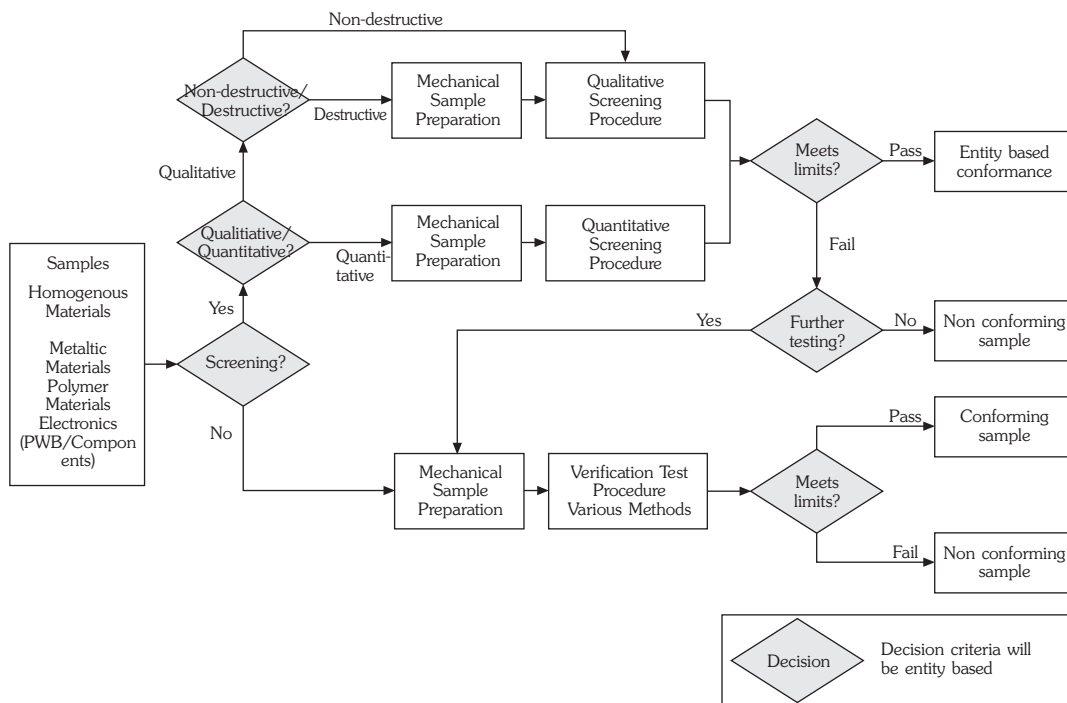 Non-destructive
Non-destructive/
Destructive?
Destructive
Mechanical
Sample
Preparation
Qualitative
Screening
Procedure
Meets
limits?
Pass
Entity based
conformance
Qualitative
Qualitiative/
Quantitative?
Quanti-
tative
Mechanical
Sample
Preparation
Quantitative
Screening
Procedure
Fail
Samples
Homogenous
Materials
Metaltic
Materials
Polymer
Materials
Electronics
(PWB/Compon
ents)
Yes
Screening?
No
Yes
Further
testing?
No
Non conforming
sample
Mechanical
Sample
Preparation
Verification Test
Procedure
Various Methods
Meets
limits?
Pass
Conforming
sample
Fail
Non conforming
sample
Decision
Decision criteria will
be entity based